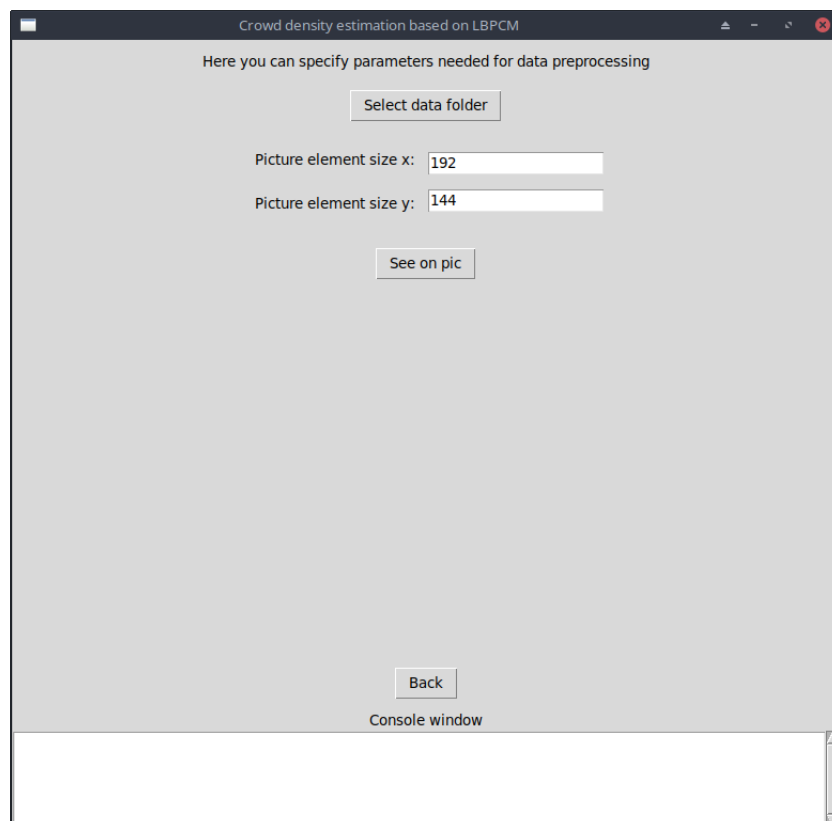 Crowd density estimation based on LBPCM
Here you can specify parameters needed for data preprocessing
Select data folder
Picture element size x: 192
Picture element size y: 144
See on pic
Back
Console window